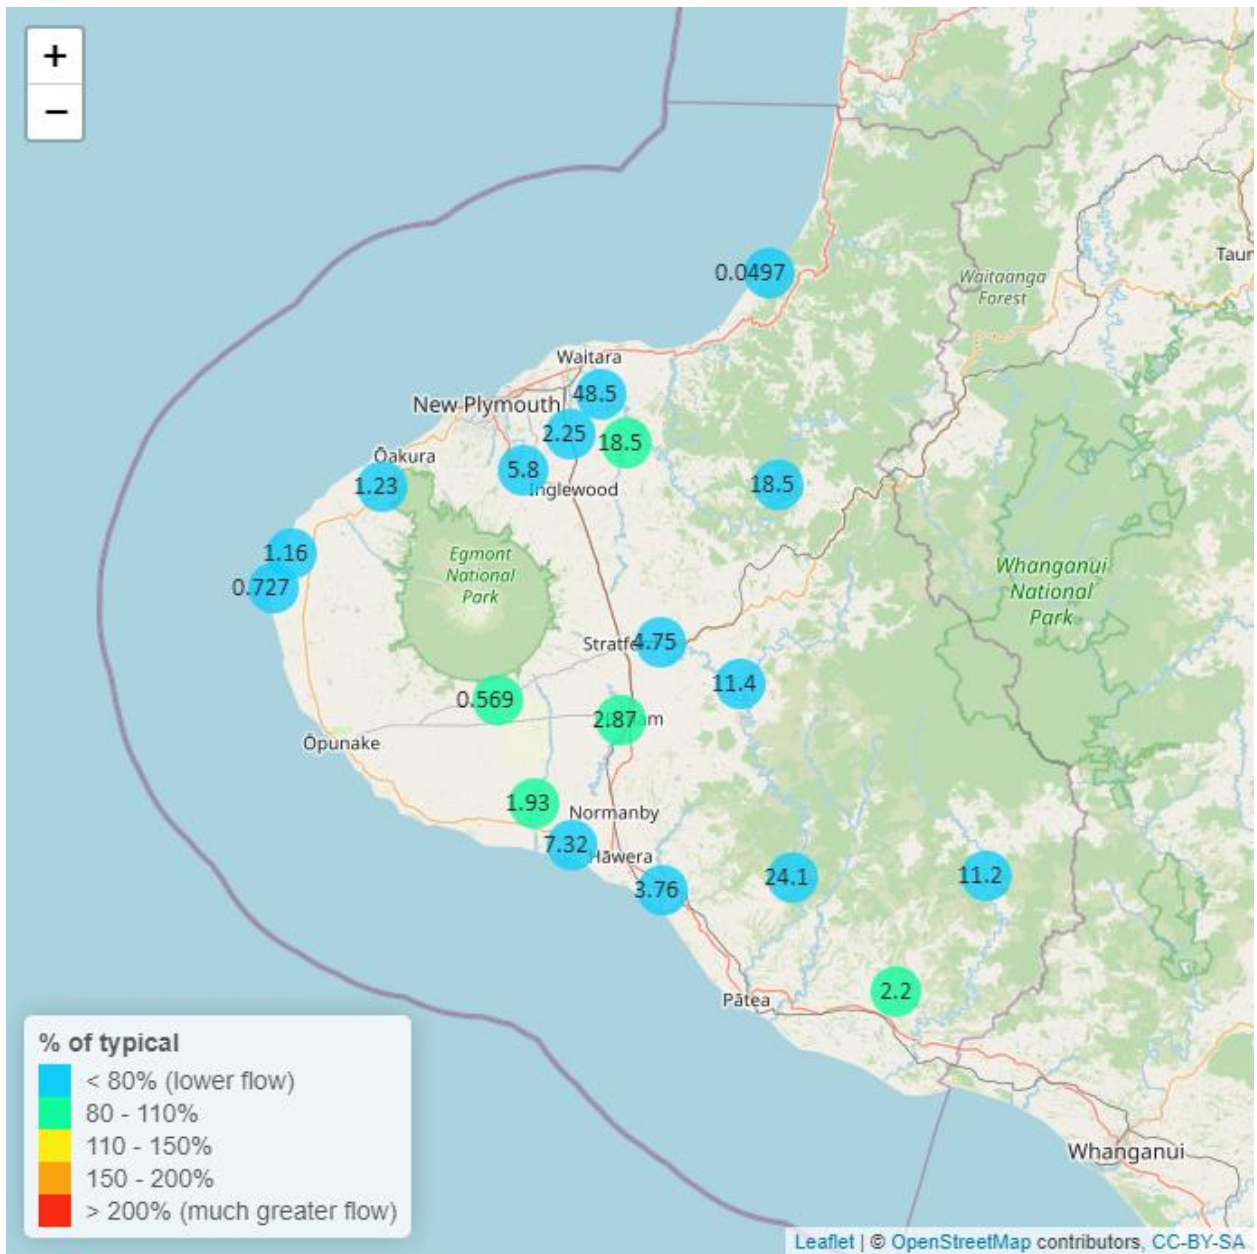 +
−
Taun
0.0497
Waitaanga
Forest
Waitara
48.5
New Plymouth
2.25
18.5
Ōakura
5.8
18.5
1.23
Inglewood
1.16
Egmont
National
Park
Whanganui
National
Park
0.727
4.75
11.4
0.569
2.87
Ōpunake
1.93
Normanby
7.32
Hāwera
3.76
24.1
11.2
2.2
Pātea
Whanganui
% of typical
< 80% (lower flow)
80 - 110%
110 - 150%
150 - 200%
> 200% (much greater flow)
Leaflet | © OpenStreetMap contributors, CC-BY-SA